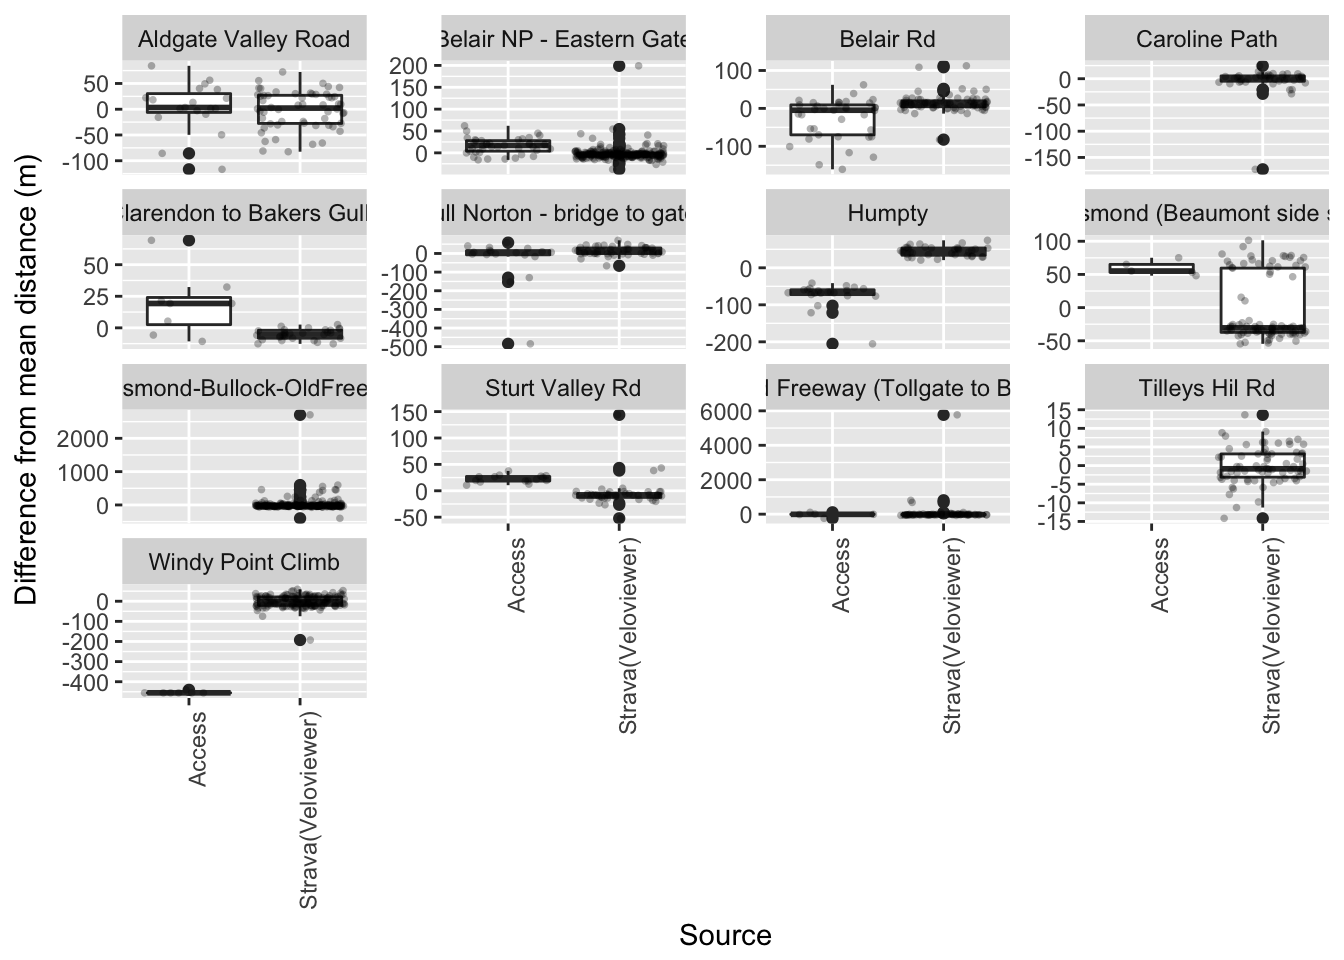 Aldgate Valley Road
Belair NP - Eastern Gate
Belair Rd
Caroline Path
50
0
-50
-100
200
150
100
50
0
100
0
-100
0
-50
-100
-150
Clarendon to Bakers Gull
ull Norton - bridge to gate
Humpty
smond (Beaumont side s
50
25
0
0
-100
-200
-300
-400
-500
0
-100
-200
100
50
0
-50
smond-Bullock-OldFree
Sturt Valley Rd
l Freeway (Tollgate to B
Tilleys Hil Rd
2000
1000
0
150
100
50
0
-50
6000
4000
2000
0
15
10
5
0
-5
-10
-15
Windy Point Climb
0
-100
-200
-300
-400
Access
Strava(Veloviewer)
Access
Strava(Veloviewer)
Access
Strava(Veloviewer)
Access
Strava(Veloviewer)
Difference from mean distance (m)
Source